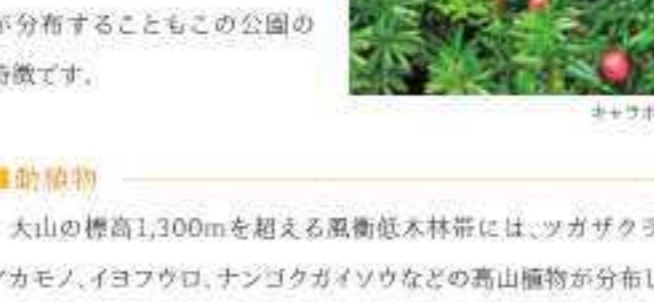 が分布することもこの公園の
特徴です。
キャラボ
■動植物
大山の標高1,300mを超える風衝低木林帯には、ツガザクラ
アカモノ、イヨフウロ、ナンゴクガイソウなどの高山植物が分布し